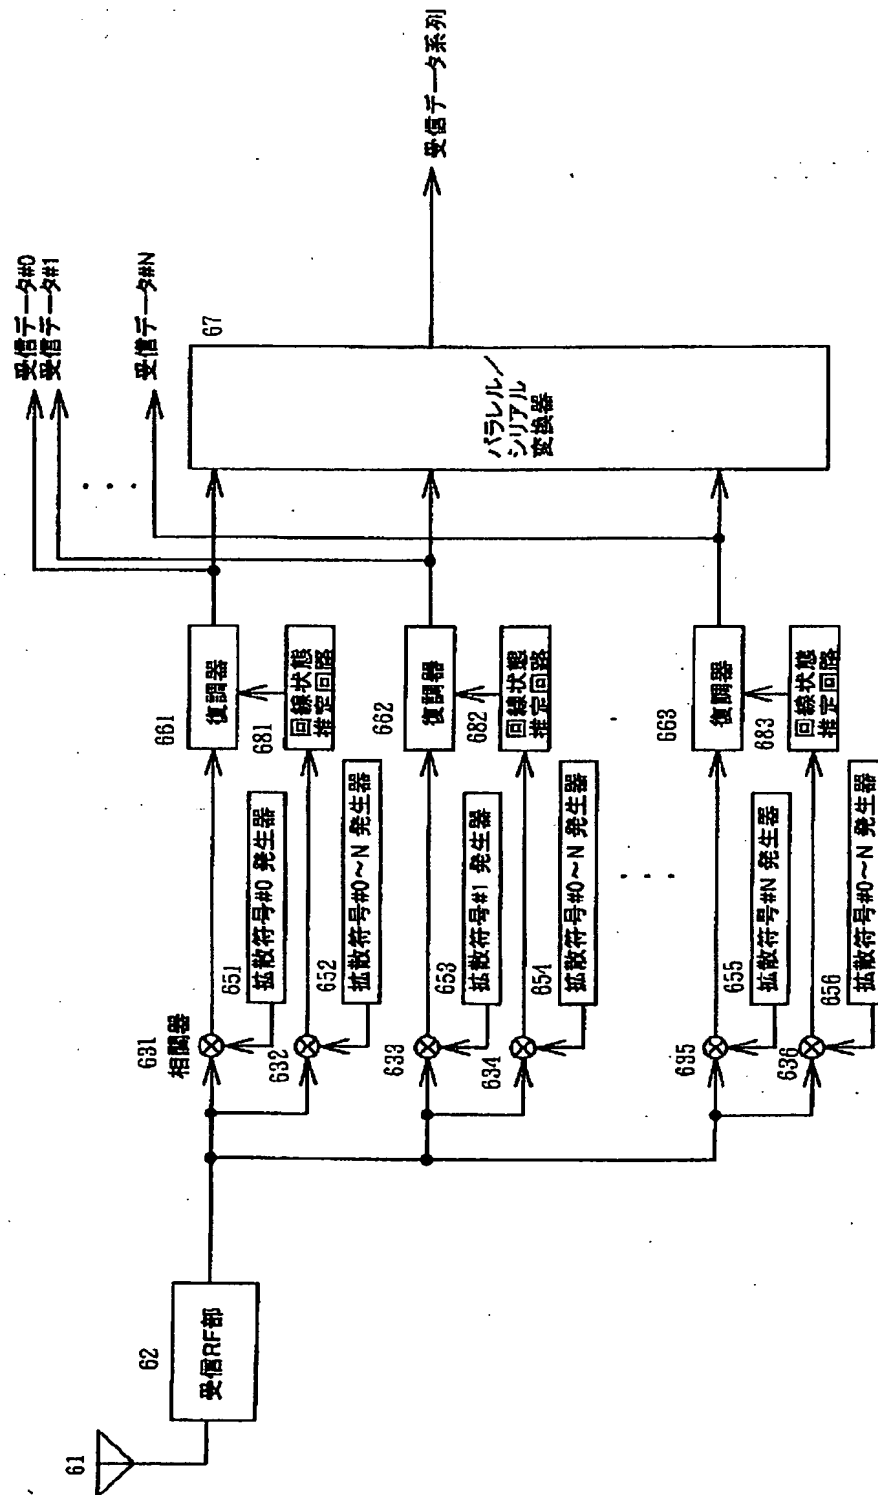 61
62
受信RF部
631
相関器
651
拡散符号#0 発生器
632
652
拡散符号#0～N 発生器
661
復調器
681
回線状態
推定回路
633
653
拡散符号#1 発生器
634
654
拡散符号#0～N 発生器
662
復調器
682
回線状態
推定回路
635
655
拡散符号#N 発生器
636
656
拡散符号#0～N 発生器
663
復調器
683
回線状態
推定回路
67
パラレル／
シリアル
変換器
受信データ#0
受信データ#1
受信データ#N
受信データ系列